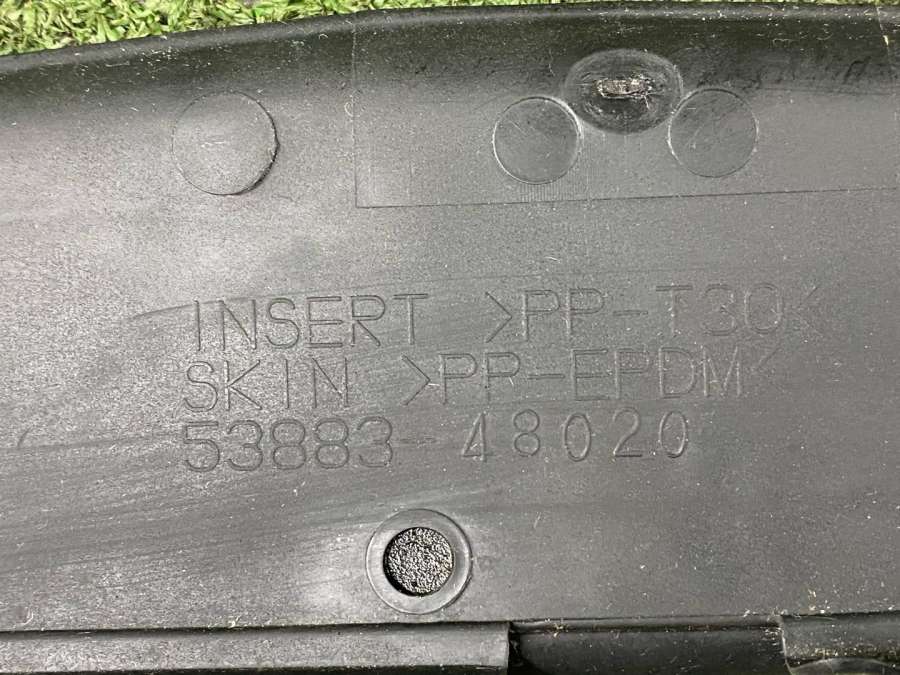 INSERT >PP-T30<
SKIN >PP-EPDM<
53883-48020